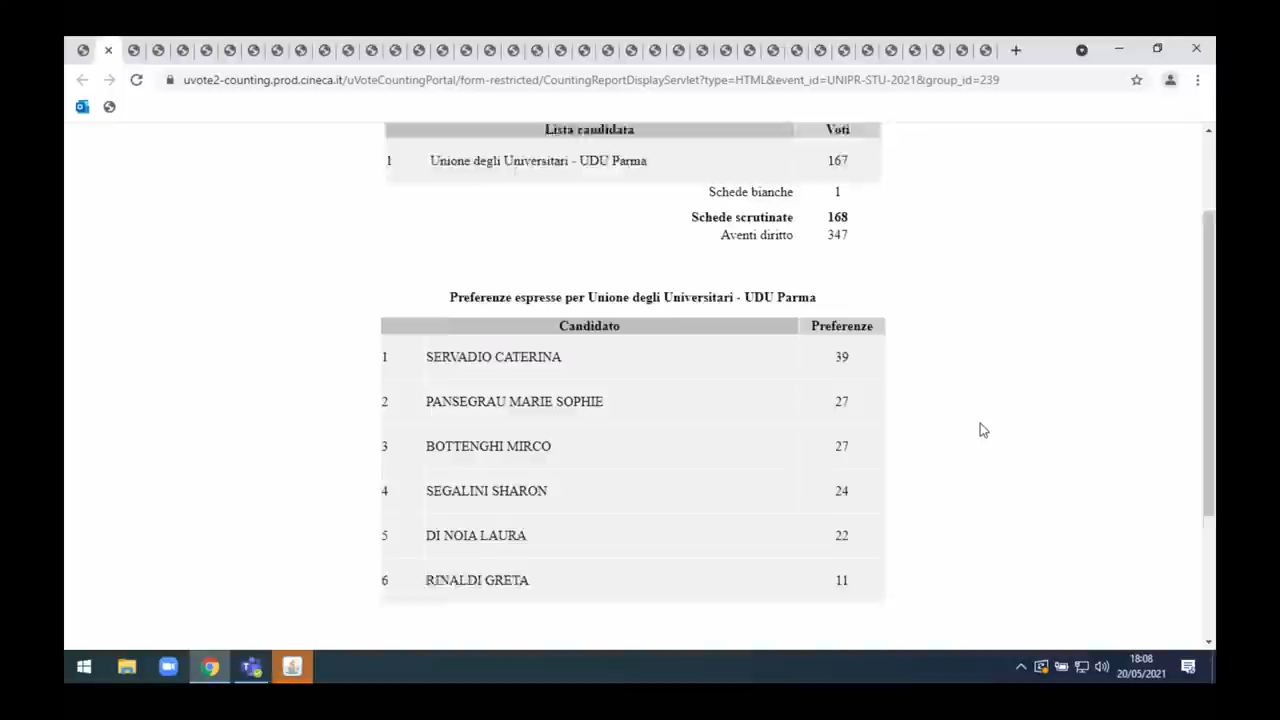 uvote2-counting.prod.cineca.it/uVoteCountingPortal/form-restricted/CountingReportDisplayServlet?type=HTML&event_id=UNIPR-STU-2021&group_id=239
Lista candidata Voti
1 Unione degli Universitari - UDU Parma 167
Schede bianche 1
Schede scrutinate 168
Aventi diritto 347
Preferenze espresse per Unione degli Universitari - UDU Parma
Candidato Preferenze
1 SERVADIO CATERINA 39
2 PANSEGRAU MARIE SOPHIE 27
3 BOTTENGHI MIRCO 27
4 SEGALINI SHARON 24
5 DI NOIA LAURA 22
6 RINALDI GRETA 11
18:08
20/05/2021